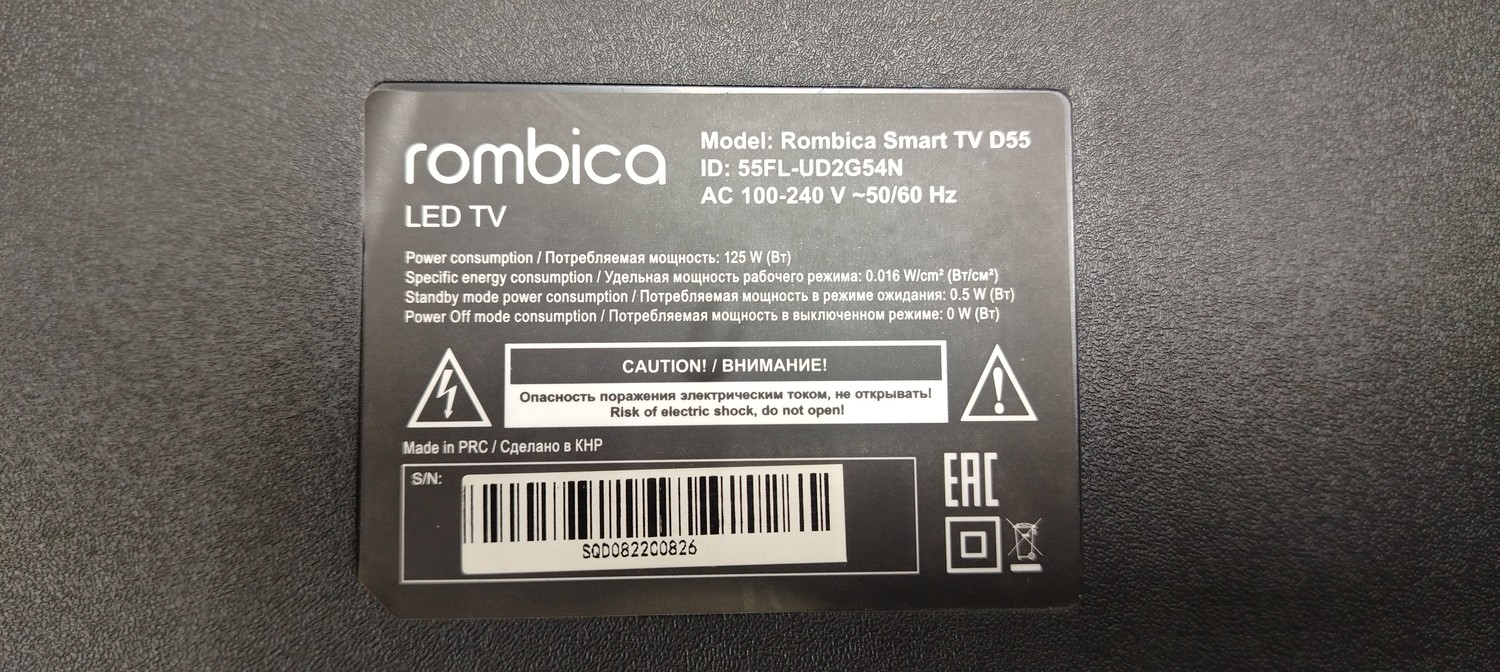 rombica
LED TV
Model: Rombica Smart TV D55
ID: 55FL-UD2G54N
AC 100-240 V ~50/60 Hz
Power consumption / Потребляемая мощность: 125 W (Вт)
Specific energy consumption / Удельная мощность рабочего режима: 0.016 W/cm² (Вт/см²)
Standby mode power consumption / Потребляемая мощность в режиме ожидания: 0.5 W (Вт)
Power Off mode consumption / Потребляемая мощность в выключенном режиме: 0 W (Вт)
CAUTION! / ВНИМАНИЕ!
Опасность поражения электрическим током, не открывать!
Risk of electric shock, do not open!
Made in PRC / Сделано в КНР
S/N:
SQD0822C0826
EAC